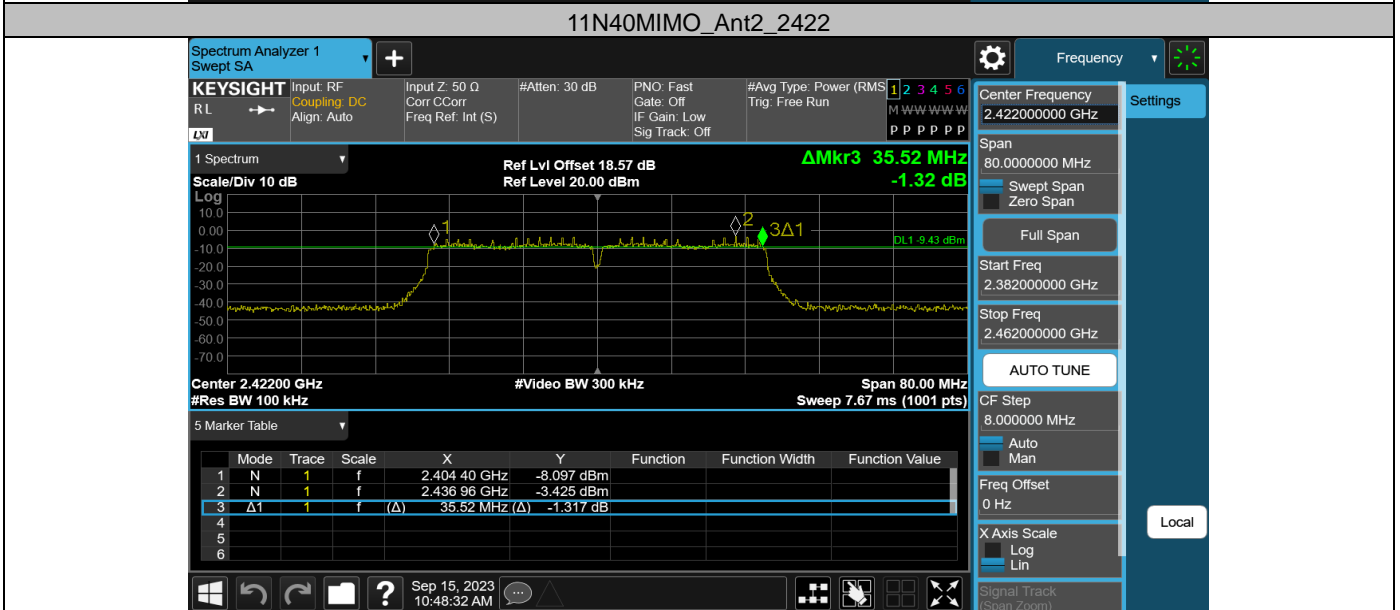 11N40MIMO_Ant2_2422
Spectrum Analyzer 1
Swept SA
Frequency
KEYSIGHT
R L
LXI
Input: RF
Coupling: DC
Align: Auto
Input Z: 50 Ω
Corr CCorr
Freq Ref: Int (S)
#Atten: 30 dB
PNO: Fast
Gate: Off
IF Gain: Low
Sig Track: Off
#Avg Type: Power (RMS
Trig: Free Run
1 2 3 4 5 6
M W W W W W
P P P P P P
1 Spectrum
Scale/Div 10 dB
Ref Lvl Offset 18.57 dB
Ref Level 20.00 dBm
ΔMkr3 35.52 MHz
-1.32 dB
Log
10.0
0.00
-10.0
-20.0
-30.0
-40.0
-50.0
-60.0
-70.0
1
2
3Δ1
DL1 -9.43 dBm
Center 2.42200 GHz
#Res BW 100 kHz
#Video BW 300 kHz
Span 80.00 MHz
Sweep 7.67 ms (1001 pts)
5 Marker Table
Mode Trace Scale X Y Function Function Width Function Value
1 N 1 f 2.404 40 GHz -8.097 dBm
2 N 1 f 2.436 96 GHz -3.425 dBm
3 Δ1 1 f (Δ) 35.52 MHz (Δ) -1.317 dB
4
5
6
Sep 15, 2023
10:48:32 AM
Center Frequency
2.422000000 GHz
Span
80.0000000 MHz
Swept Span
Zero Span
Full Span
Start Freq
2.382000000 GHz
Stop Freq
2.462000000 GHz
AUTO TUNE
CF Step
8.000000 MHz
Auto
Man
Freq Offset
0 Hz
X Axis Scale
Log
Lin
Signal Track
(Span Zoom)
Settings
Local